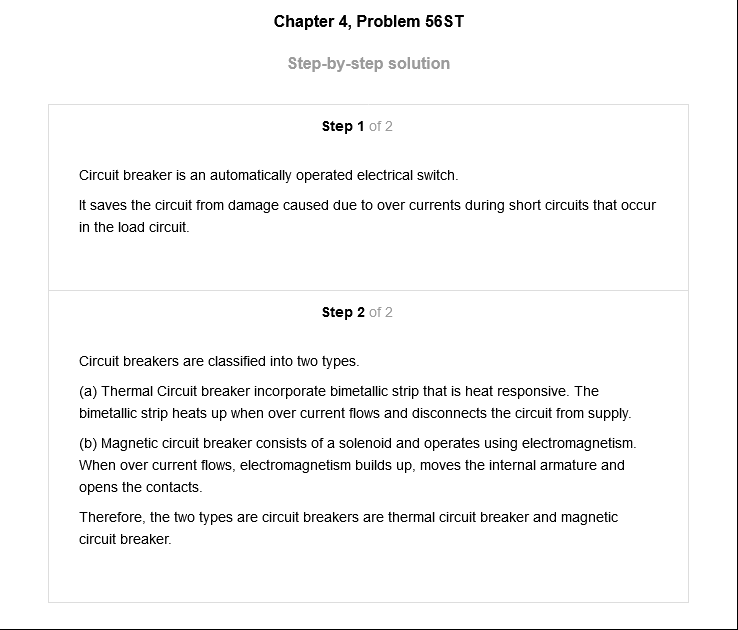 Chapter 4, Problem 56ST
Step-by-step solution
Step 1 of 2
Circuit breaker is an automatically operated electrical switch.
It saves the circuit from damage caused due to over currents during short circuits that occur
in the load circuit.
Step 2 of 2
Circuit breakers are classified into two types.
(a) Thermal Circuit breaker incorporate bimetallic strip that is heat responsive. The
bimetallic strip heats up when over current flows and disconnects the circuit from supply.
(b) Magnetic circuit breaker consists of a solenoid and operates using electromagnetism.
When over current flows, electromagnetism builds up, moves the internal armature and
opens the contacts.
Therefore, the two types are circuit breakers are thermal circuit breaker and magnetic
circuit breaker.